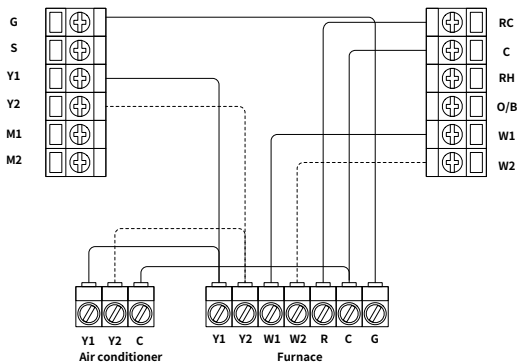 G
S
Y1
Y2
M1
M2
RC
C
RH
O/B
W1
W2
Y1 Y2 C
Air conditioner
Y1 Y2 W1 W2 R C G
Furnace